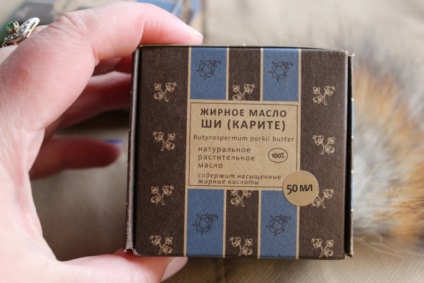 ЖИРНОЕ МАСЛО
ШИ (КАРИТЕ)
Butyrospermum parkii butter
натуральное
растительное
масло
100%
содержит насыщенные
жирные кислоты
50 МЛ